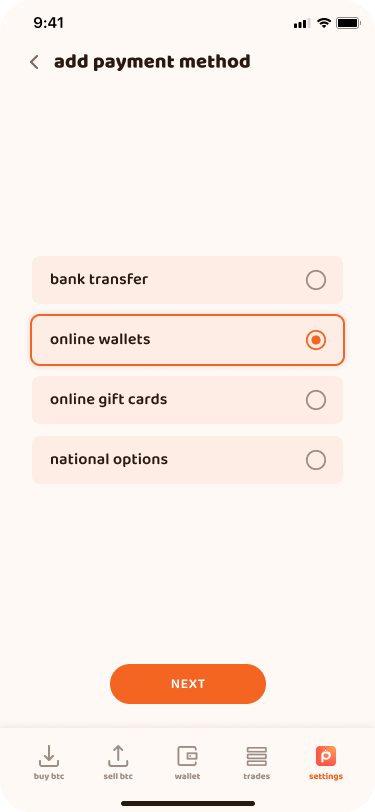 9:41
add payment method
bank transfer
online wallets
online gift cards
national options
NEXT
buy btc
sell btc
wallet
trades
settings